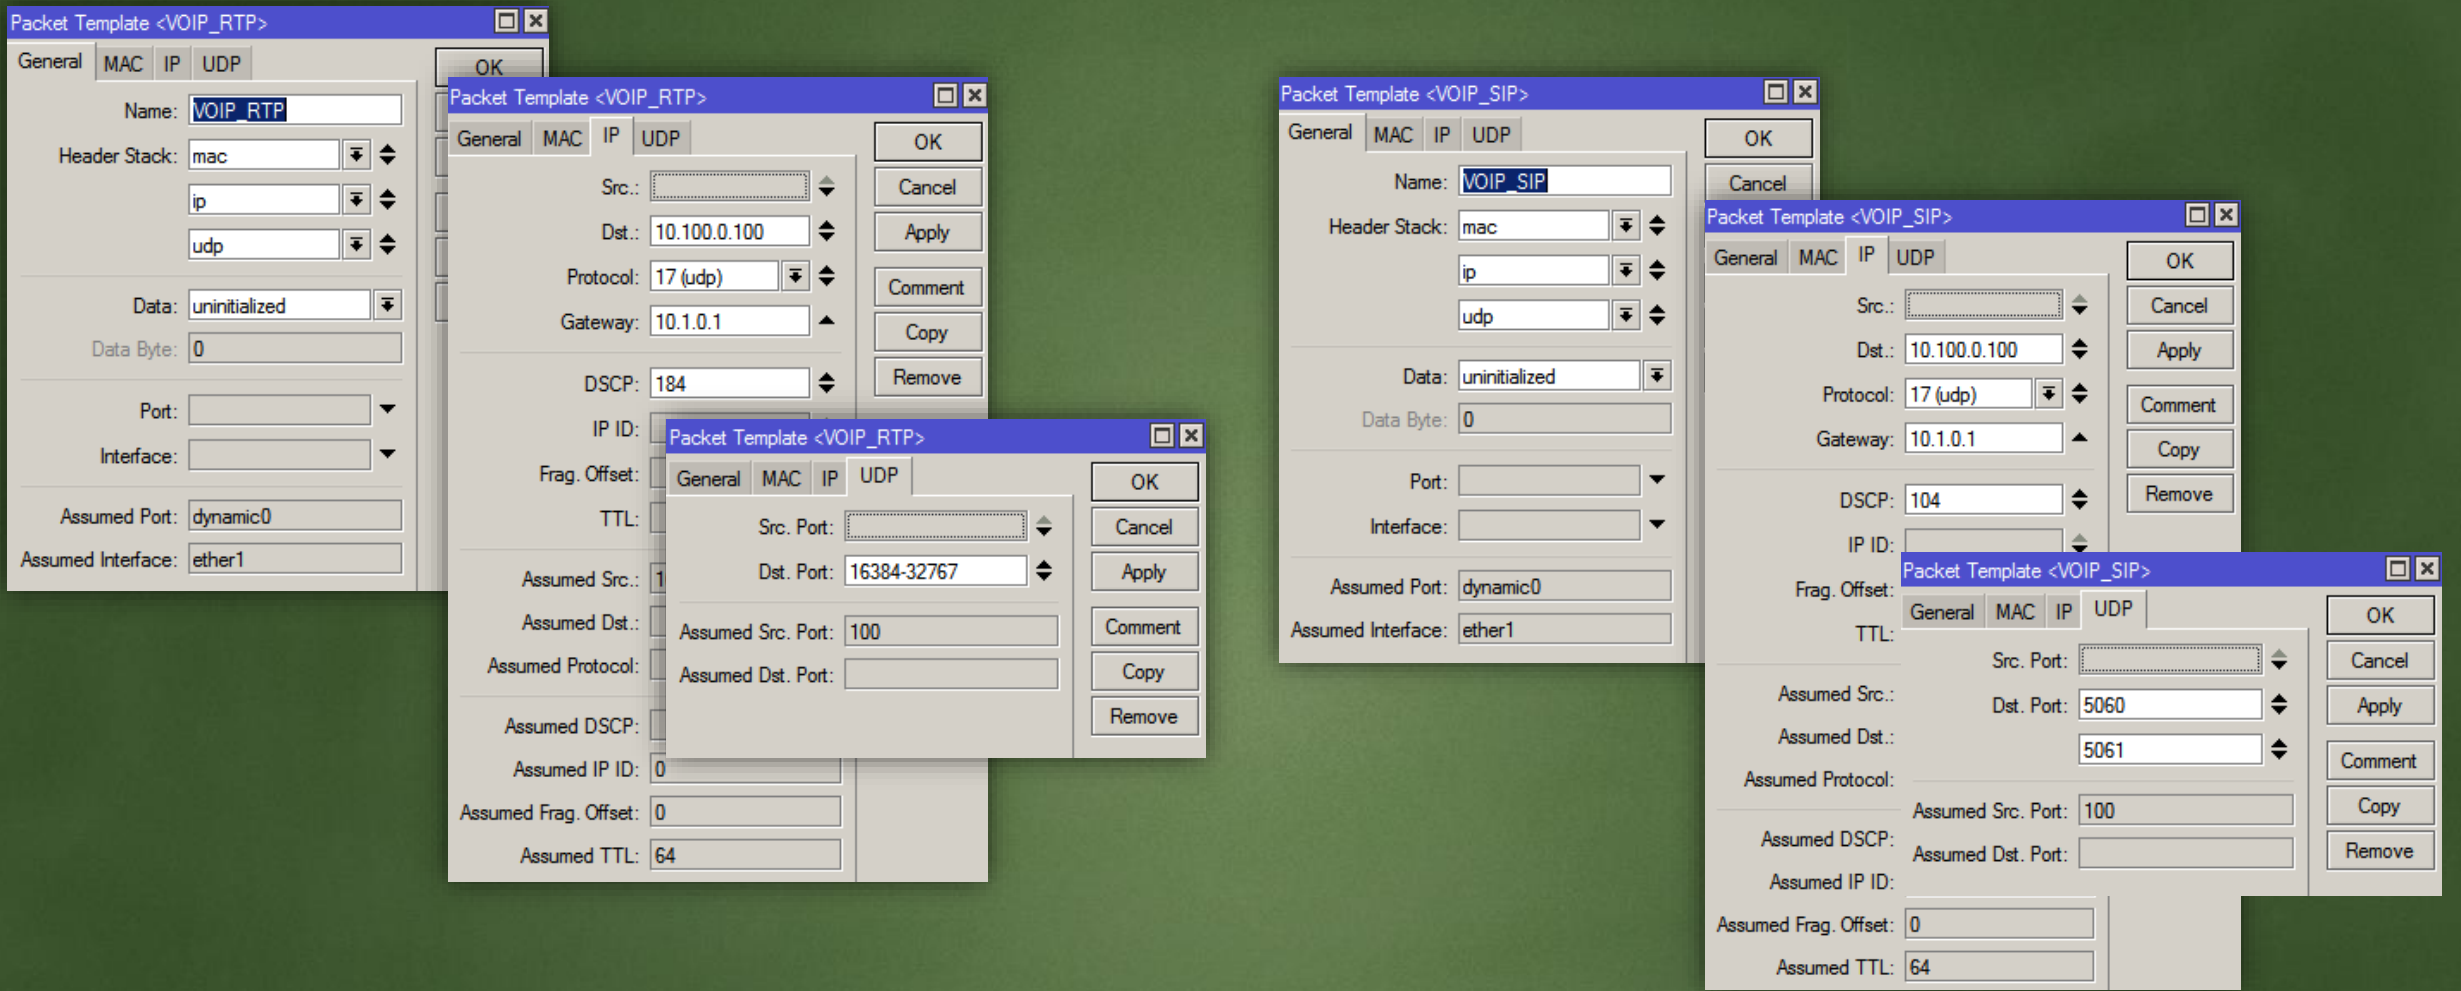 Packet Template <VOIP_RTP>
General MAC IP UDP
OK
Name: VOIP_RTP
Header Stack: mac
ip
udp
Data: uninitialized
Data Byte: 0
Port:
Interface:
Assumed Port: dynamic0
Assumed Interface: ether1
Packet Template <VOIP_RTP>
General MAC IP UDP
OK
Src.:
Cancel
Dst.: 10.100.0.100
Apply
Protocol: 17 (udp)
Comment
Gateway: 10.1.0.1
Copy
DSCP: 184
Remove
IP ID:
Frag. Offset:
TTL:
Assumed Src.: 1
Assumed Dst.:
Assumed Protocol:
Assumed DSCP:
Assumed IP ID: 0
Assumed Frag. Offset: 0
Assumed TTL: 64
Packet Template <VOIP_RTP>
General MAC IP UDP
OK
Src. Port:
Cancel
Dst. Port: 16384-32767
Apply
Assumed Src. Port: 100
Comment
Assumed Dst. Port:
Copy
Remove
Packet Template <VOIP_SIP>
General MAC IP UDP
OK
Name: VOIP_SIP
Cancel
Header Stack: mac
ip
udp
Data: uninitialized
Data Byte: 0
Port:
Interface:
Assumed Port: dynamic0
Assumed Interface: ether1
Packet Template <VOIP_SIP>
General MAC IP UDP
OK
Src.:
Cancel
Dst.: 10.100.0.100
Apply
Protocol: 17 (udp)
Comment
Gateway: 10.1.0.1
Copy
DSCP: 104
Remove
IP ID:
Frag. Offset:
TTL:
Assumed Src.:
Assumed Dst.:
Assumed Protocol:
Assumed DSCP:
Assumed IP ID:
Assumed Frag. Offset: 0
Assumed TTL: 64
Packet Template <VOIP_SIP>
General MAC IP UDP
OK
Src. Port:
Cancel
Dst. Port: 5060
Apply
5061
Comment
Assumed Src. Port: 100
Copy
Assumed Dst. Port:
Remove